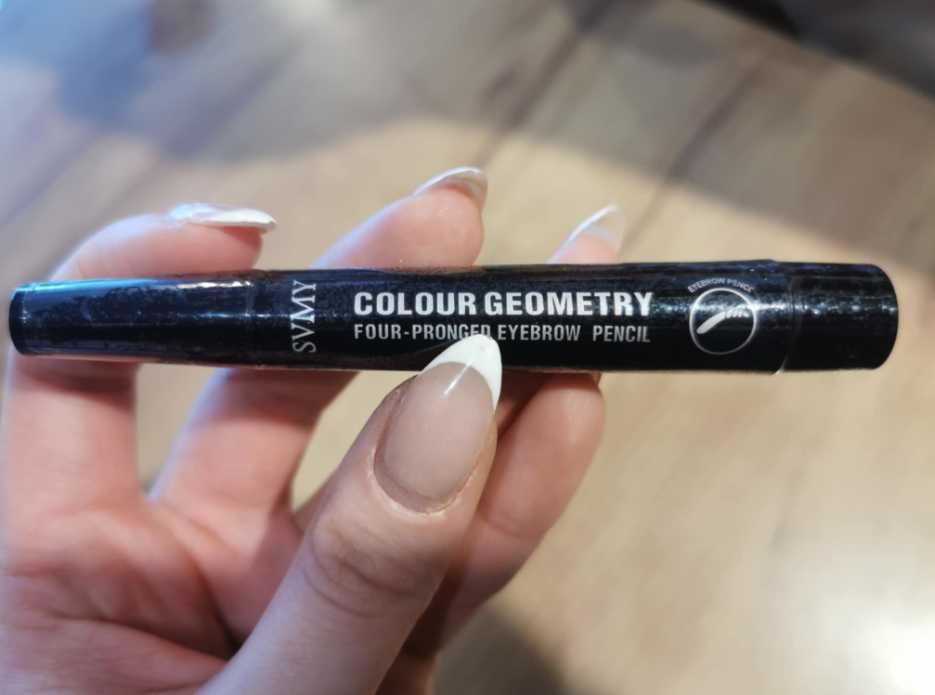 SVMY
COLOUR GEOMETRY
FOUR-PRONGED EYEBROW PENCIL
EYEBROW PENCIL